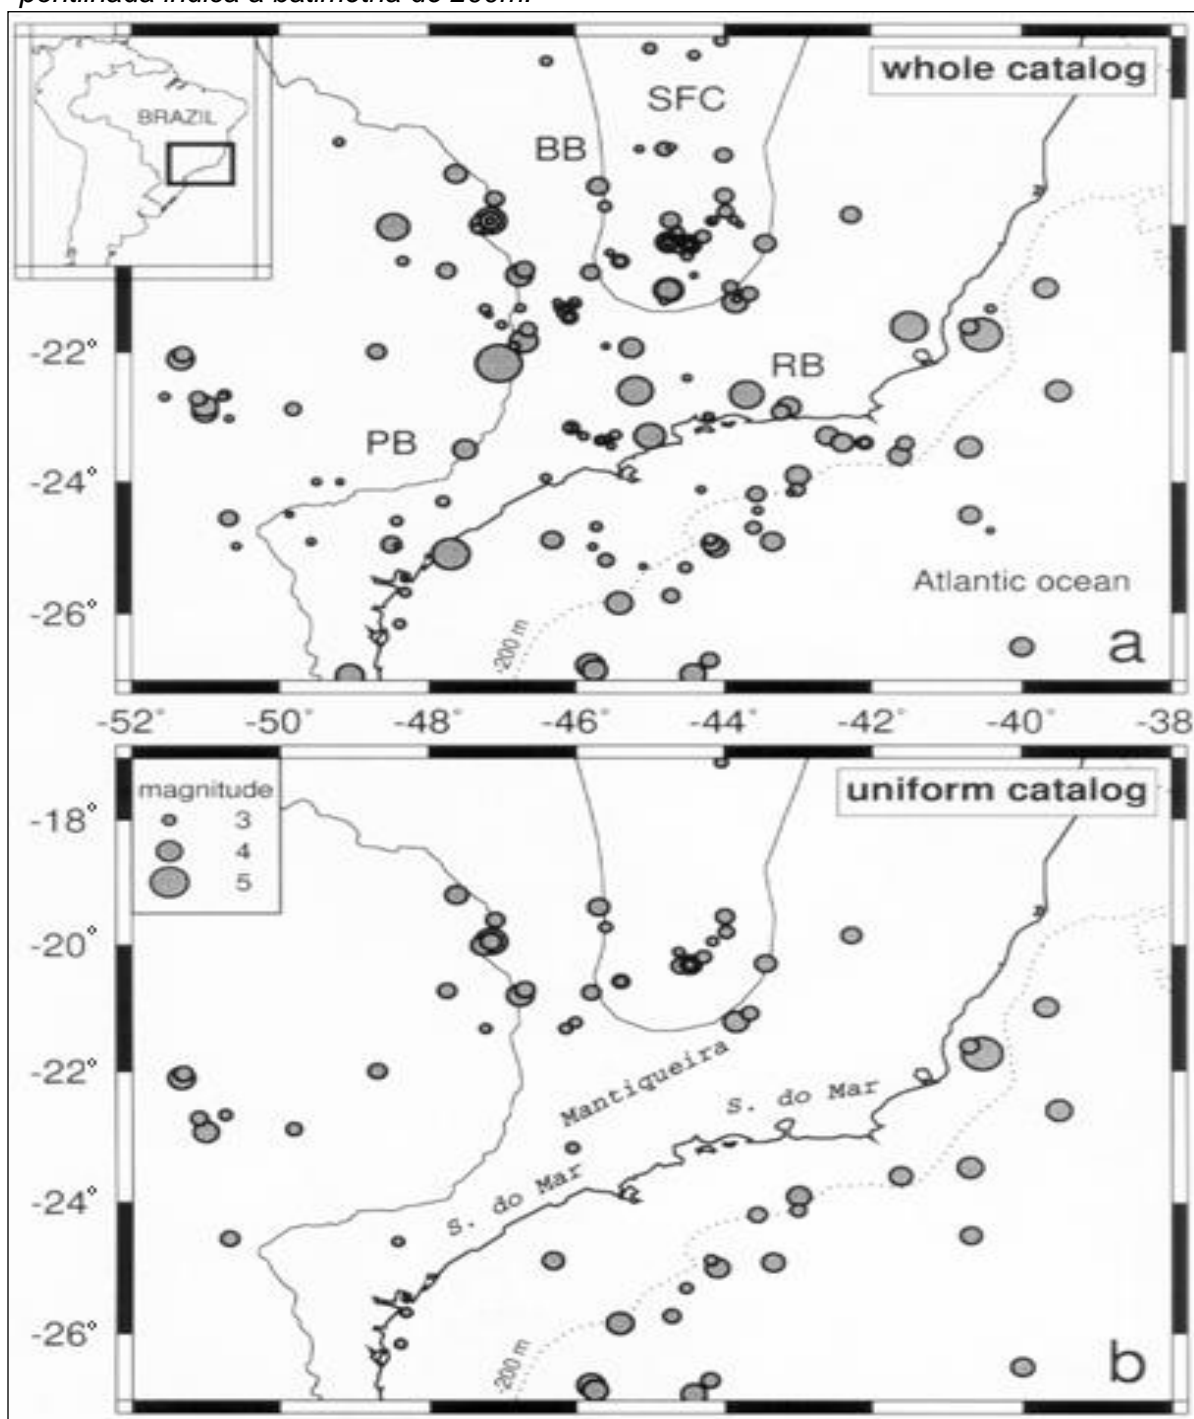 pontilhada indica a batimetria de 200m.
whole catalog
BRAZIL
SFC
BB
RB
PB
-22°
-24°
-26°
Atlantic ocean
-200 m
a
-52° -50° -48° -46° -44° -42° -40° -38
uniform catalog
magnitude
3
4
5
-18°
-20°
-22°
-24°
-26°
Mantiqueira
S. do Mar
S. do Mar
-200 m
b